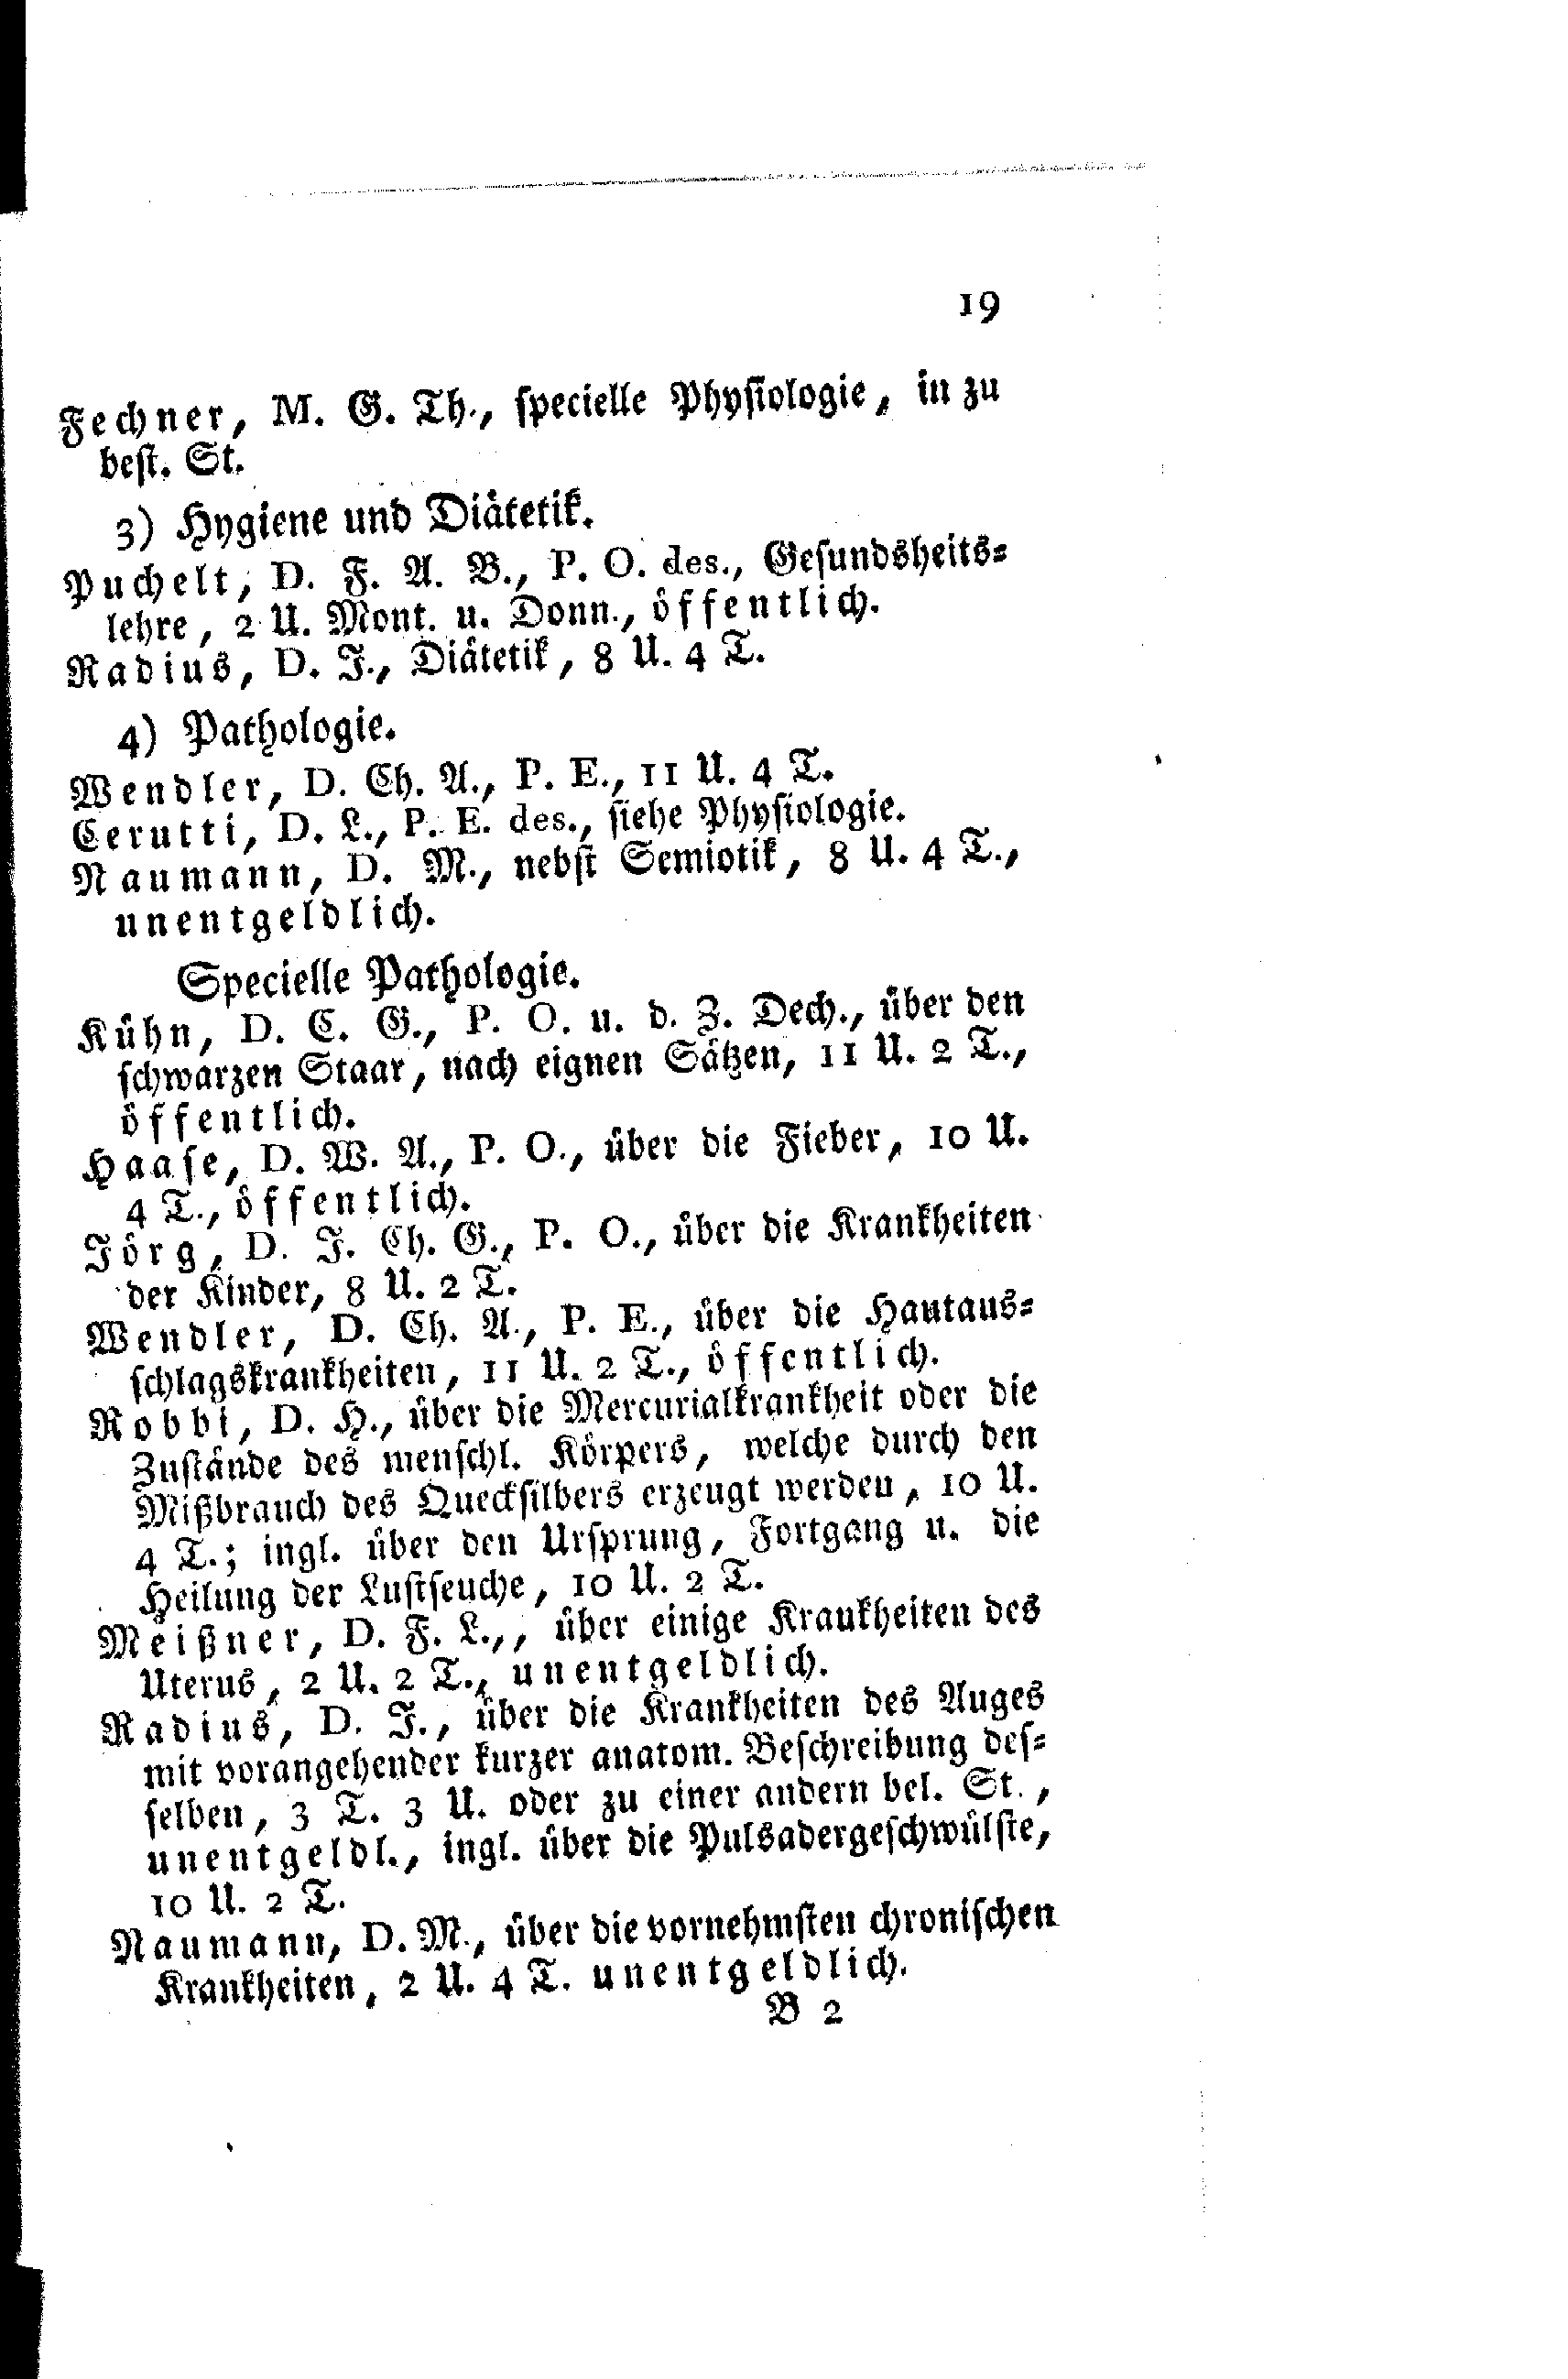 19
Fechner, M. G. Th., specielle Physiologie, in zu
best. St.
3) Hygiene und Diätetik.
Puchelt, D. F. A. B., P. O. des., Gesundsheits-
lehre, 2 U. Mont. u. Donn., öffentlich.
Radius, D. J., Diätetik, 8 U. 4 T.
4) Pathologie.
Wendler, D. Ch. A., P. E., 11 U. 4 T.
Cerutti, D. L., P. E. des., siehe Physiologie.
Naumann, D. M., nebst Semiotik, 8 U. 4 T.,
unentgeldlich.
Specielle Pathologie.
Kühn, D. C. G., P. O. u. d. Z. Dech., über den
schwarzen Staar, nach eignen Sätzen, 11 U. 2 T.,
öffentlich.
Haase, D. W. A., P. O., über die Fieber, 10 U.
4 T., öffentlich.
Jörg, D. J. Ch. G., P. O., über die Krankheiten
der Kinder, 8 U. 2 T.
Wendler, D. Ch. A., P. E., über die Hautaus-
schlagskrankheiten, 11 U. 2 T., öffentlich.
Robbi, D. H., über die Mercurialkrankheit oder die
Zustände des menschl. Körpers, welche durch den
Mißbrauch des Quecksilbers erzeugt werden, 10 U.
4 T.; ingl. über den Ursprung, Fortgang u. die
Heilung der Lustseuche, 10 U. 2 T.
Meißner, D. F. L.,, über einige Krankheiten des
Uterus, 2 U. 2 T., unentgeldlich.
Radius, D. J., über die Krankheiten des Auges
mit vorangehender kurzer anatom. Beschreibung des-
selben, 3 T. 3 U. oder zu einer andern bel. St.,
unentgeldl., ingl. über die Pulsadergeschwülste,
10 U. 2 T.
Naumann, D. M., über die vornehmsten chronischen
Krankheiten, 2 U. 4 T. unentgeldlich.
B 2